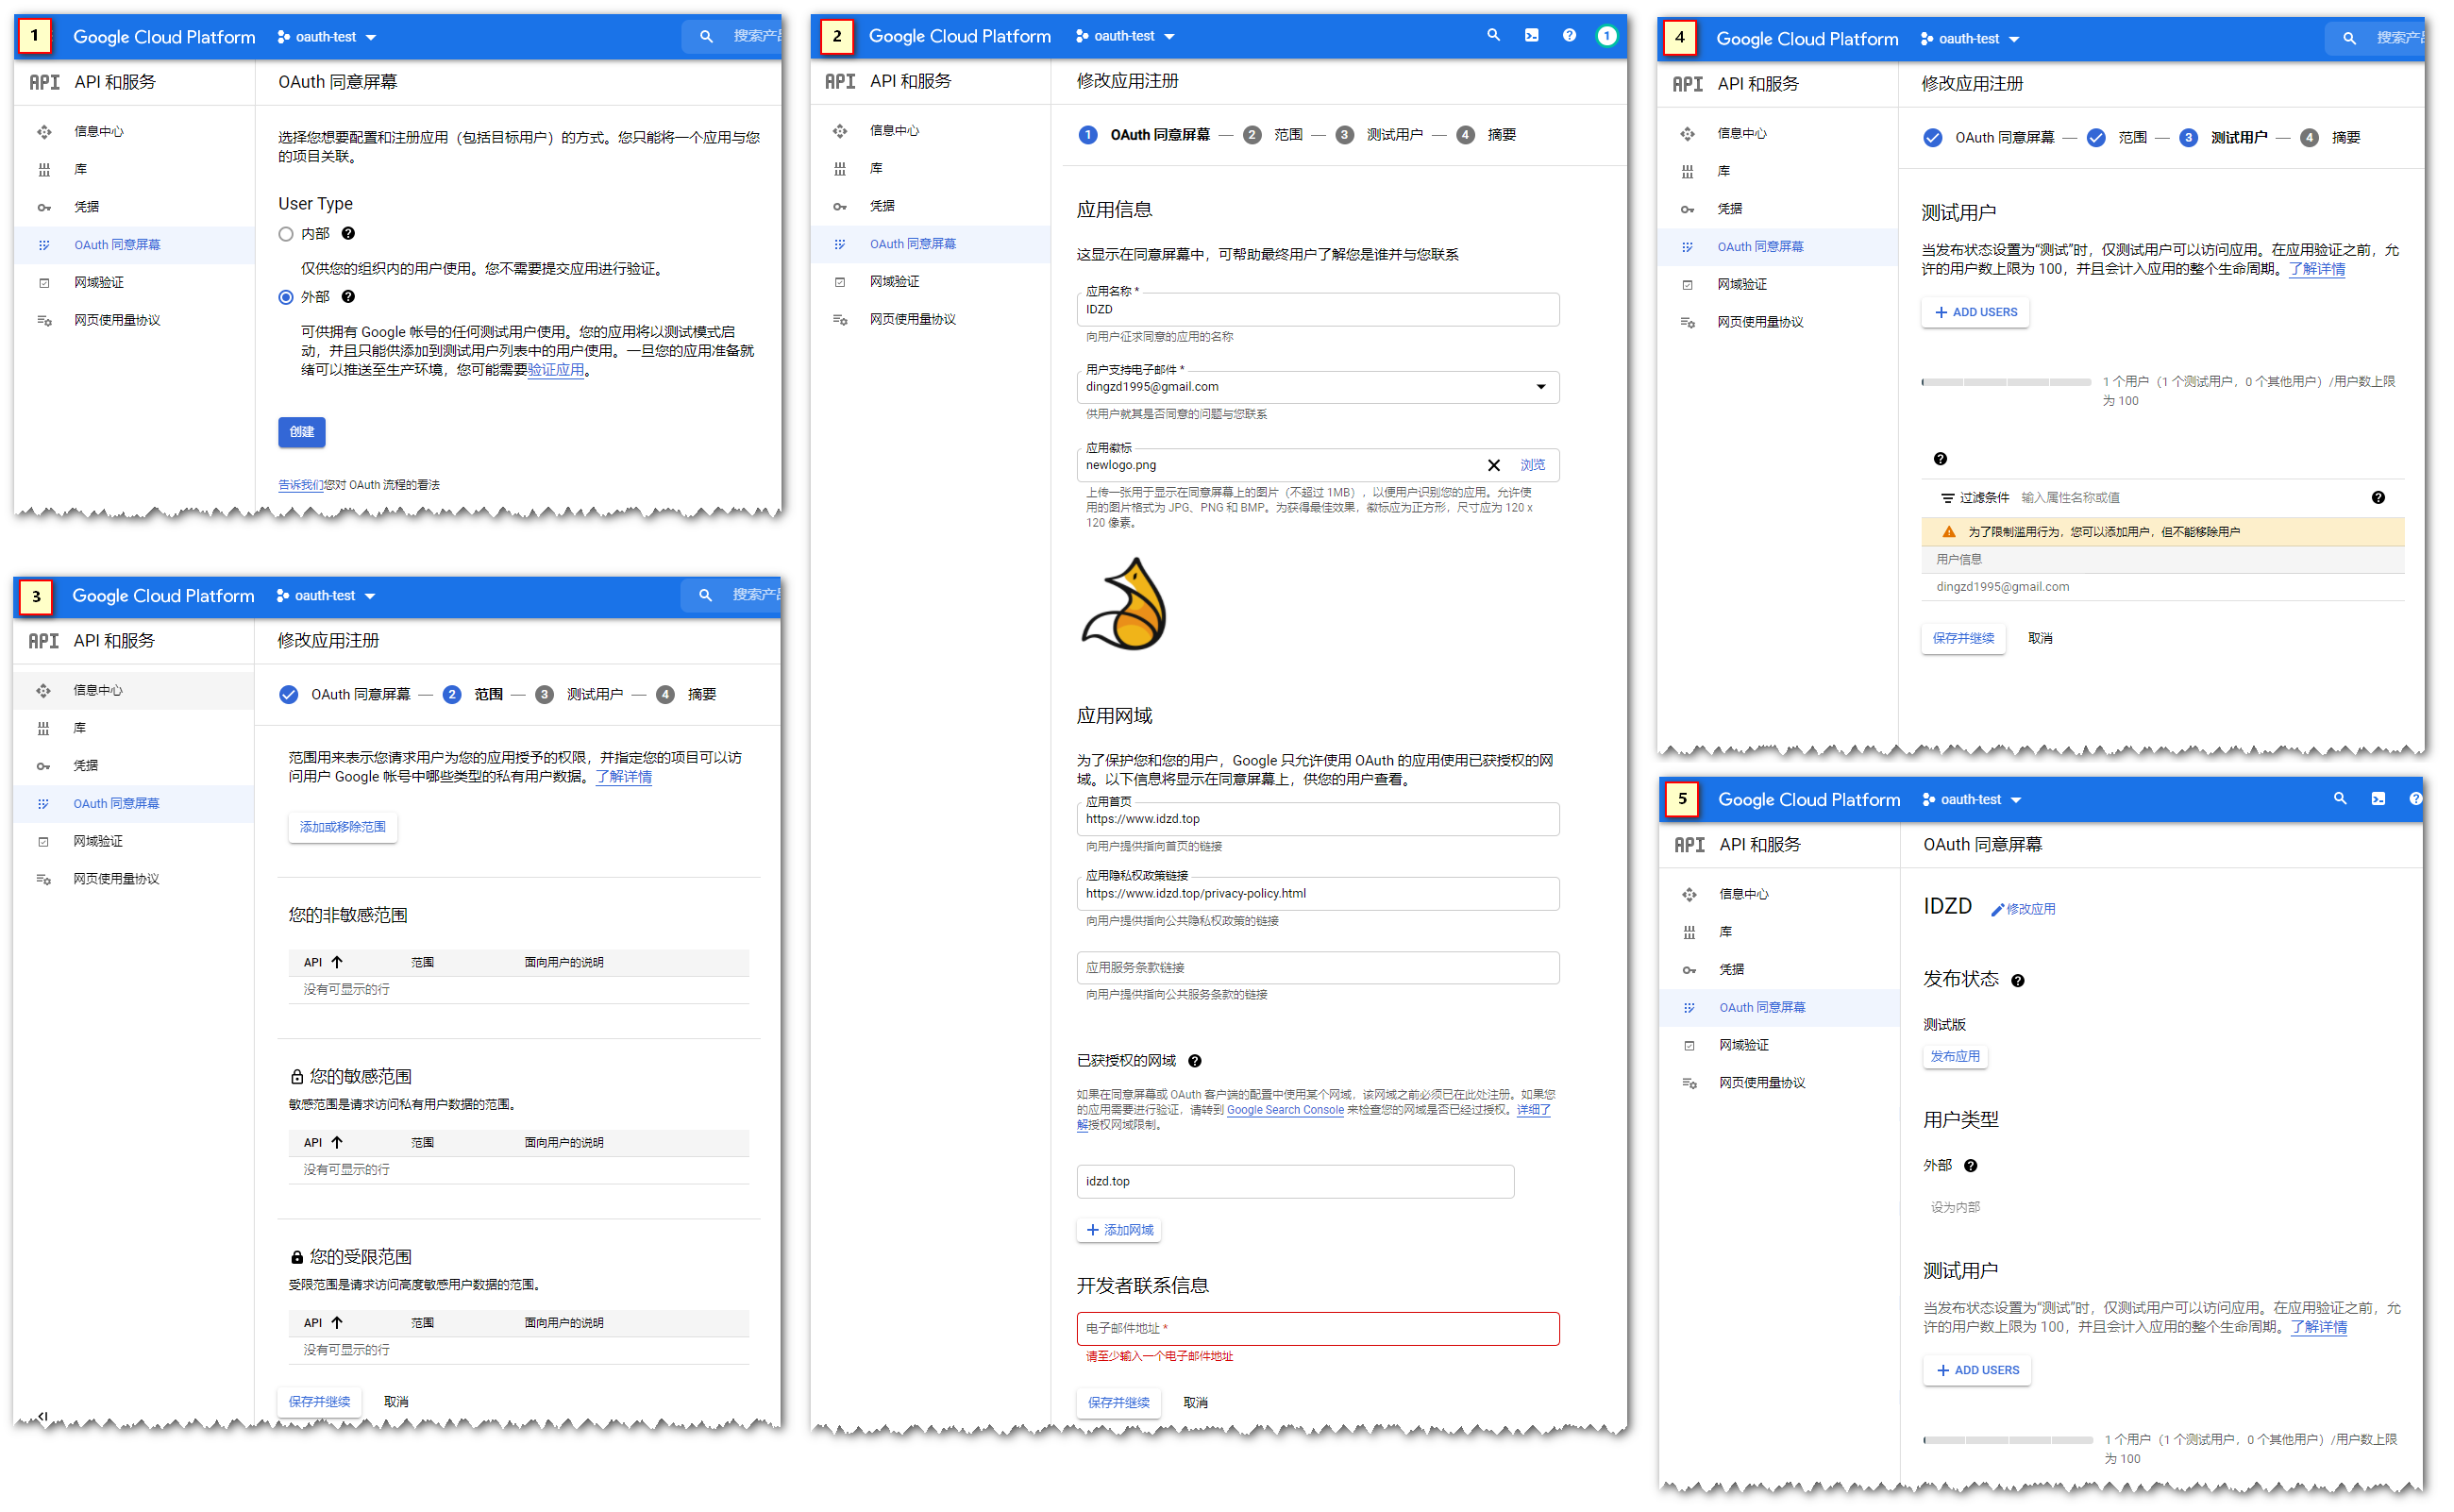 1
Google Cloud Platform
oauth-test
搜索产品
API
API 和服务
OAuth 同意屏幕
信息中心
库
凭据
OAuth 同意屏幕
网域验证
网页使用量协议
选择您想要配置和注册应用（包括目标用户）的方式。您只能将一个应用与您
的项目关联。
User Type
内部
仅供您的组织内的用户使用。您不需要提交应用进行验证。
外部
可供拥有 Google 帐号的任何测试用户使用。您的应用将以测试模式启
动，并且只能供添加到测试用户列表中的用户使用。一旦您的应用准备就
绪可以推送至生产环境，您可能需要验证应用。
创建
告诉我们您对 OAuth 流程的看法
2
Google Cloud Platform
oauth-test
1
API
API 和服务
修改应用注册
信息中心
库
凭据
OAuth 同意屏幕
网域验证
网页使用量协议
1 OAuth 同意屏幕 — 2 范围 — 3 测试用户 — 4 摘要
应用信息
这显示在同意屏幕中，可帮助最终用户了解您是谁并与您联系
应用名称 *
IDZD
向用户征求同意的应用的名称
用户支持电子邮件 *
dingzd1995@gmail.com
供用户就其是否同意的问题与您联系
应用徽标
newlogo.png
浏览
上传一张用于显示在同意屏幕上的图片（不超过 1MB），以便用户识别您的应用。允许使
用的图片格式为 JPG、PNG 和 BMP。为获得最佳效果，徽标应为正方形，尺寸应为 120 x
120 像素。
应用网域
为了保护您和您的用户，Google 只允许使用 OAuth 的应用使用已获授权的网
域。以下信息将显示在同意屏幕上，供您的用户查看。
应用首页
https://www.idzd.top
向用户提供指向首页的链接
应用隐私权政策链接
https://www.idzd.top/privacy-policy.html
向用户提供指向公共隐私权政策的链接
应用服务条款链接
向用户提供指向公共服务条款的链接
已获授权的网域
如果在同意屏幕或 OAuth 客户端的配置中使用某个网域，该网域之前必须已在此处注册。如果您
的应用需要进行验证，请转到 Google Search Console 来检查您的网域是否已经过授权。详细了
解授权网域限制。
idzd.top
添加网域
开发者联系信息
电子邮件地址 *
请至少输入一个电子邮件地址
保存并继续
取消
3
Google Cloud Platform
oauth-test
搜索产品
API
API 和服务
修改应用注册
信息中心
库
凭据
OAuth 同意屏幕
网域验证
网页使用量协议
OAuth 同意屏幕 — 2 范围 — 3 测试用户 — 4 摘要
范围用来表示您请求用户为您的应用授予的权限，并指定您的项目可以访
问用户 Google 帐号中哪些类型的私有用户数据。了解详情
添加或移除范围
您的非敏感范围
API 范围 面向用户的说明
没有可显示的行
您的敏感范围
敏感范围是请求访问私有用户数据的范围。
API 范围 面向用户的说明
没有可显示的行
您的受限范围
受限范围是请求访问高度敏感用户数据的范围。
API 范围 面向用户的说明
没有可显示的行
保存并继续
取消
4
Google Cloud Platform
oauth-test
搜索产品
API
API 和服务
修改应用注册
信息中心
库
凭据
OAuth 同意屏幕
网域验证
网页使用量协议
OAuth 同意屏幕 — 范围 — 3 测试用户 — 4 摘要
测试用户
当发布状态设置为“测试”时，仅测试用户可以访问应用。在应用验证之前，允
许的用户数上限为 100，并且会计入应用的整个生命周期。了解详情
ADD USERS
1 个用户（1 个测试用户，0 个其他用户）/用户数上限
为 100
过滤条件 输入属性名称或值
为了限制滥用行为，您可以添加用户，但不能移除用户
用户信息
dingzd1995@gmail.com
保存并继续
取消
5
Google Cloud Platform
oauth-test
API
API 和服务
OAuth 同意屏幕
信息中心
库
凭据
OAuth 同意屏幕
网域验证
网页使用量协议
IDZD
修改应用
发布状态
测试版
发布应用
用户类型
外部
设为内部
测试用户
当发布状态设置为“测试”时，仅测试用户可以访问应用。在应用验证之前，允
许的用户数上限为 100，并且会计入应用的整个生命周期。了解详情
ADD USERS
1 个用户（1 个测试用户，0 个其他用户）/用户数上限
为 100